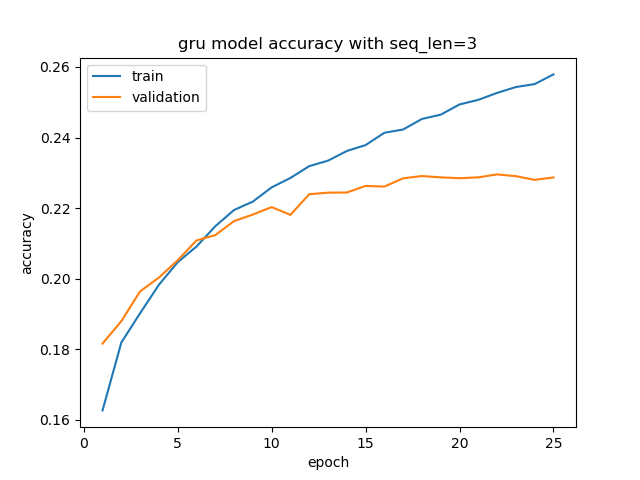 gru model accuracy with seq_len=3
train
validation
accuracy
0.26
0.24
0.22
0.20
0.18
0.16
0
5
10
15
20
25
epoch